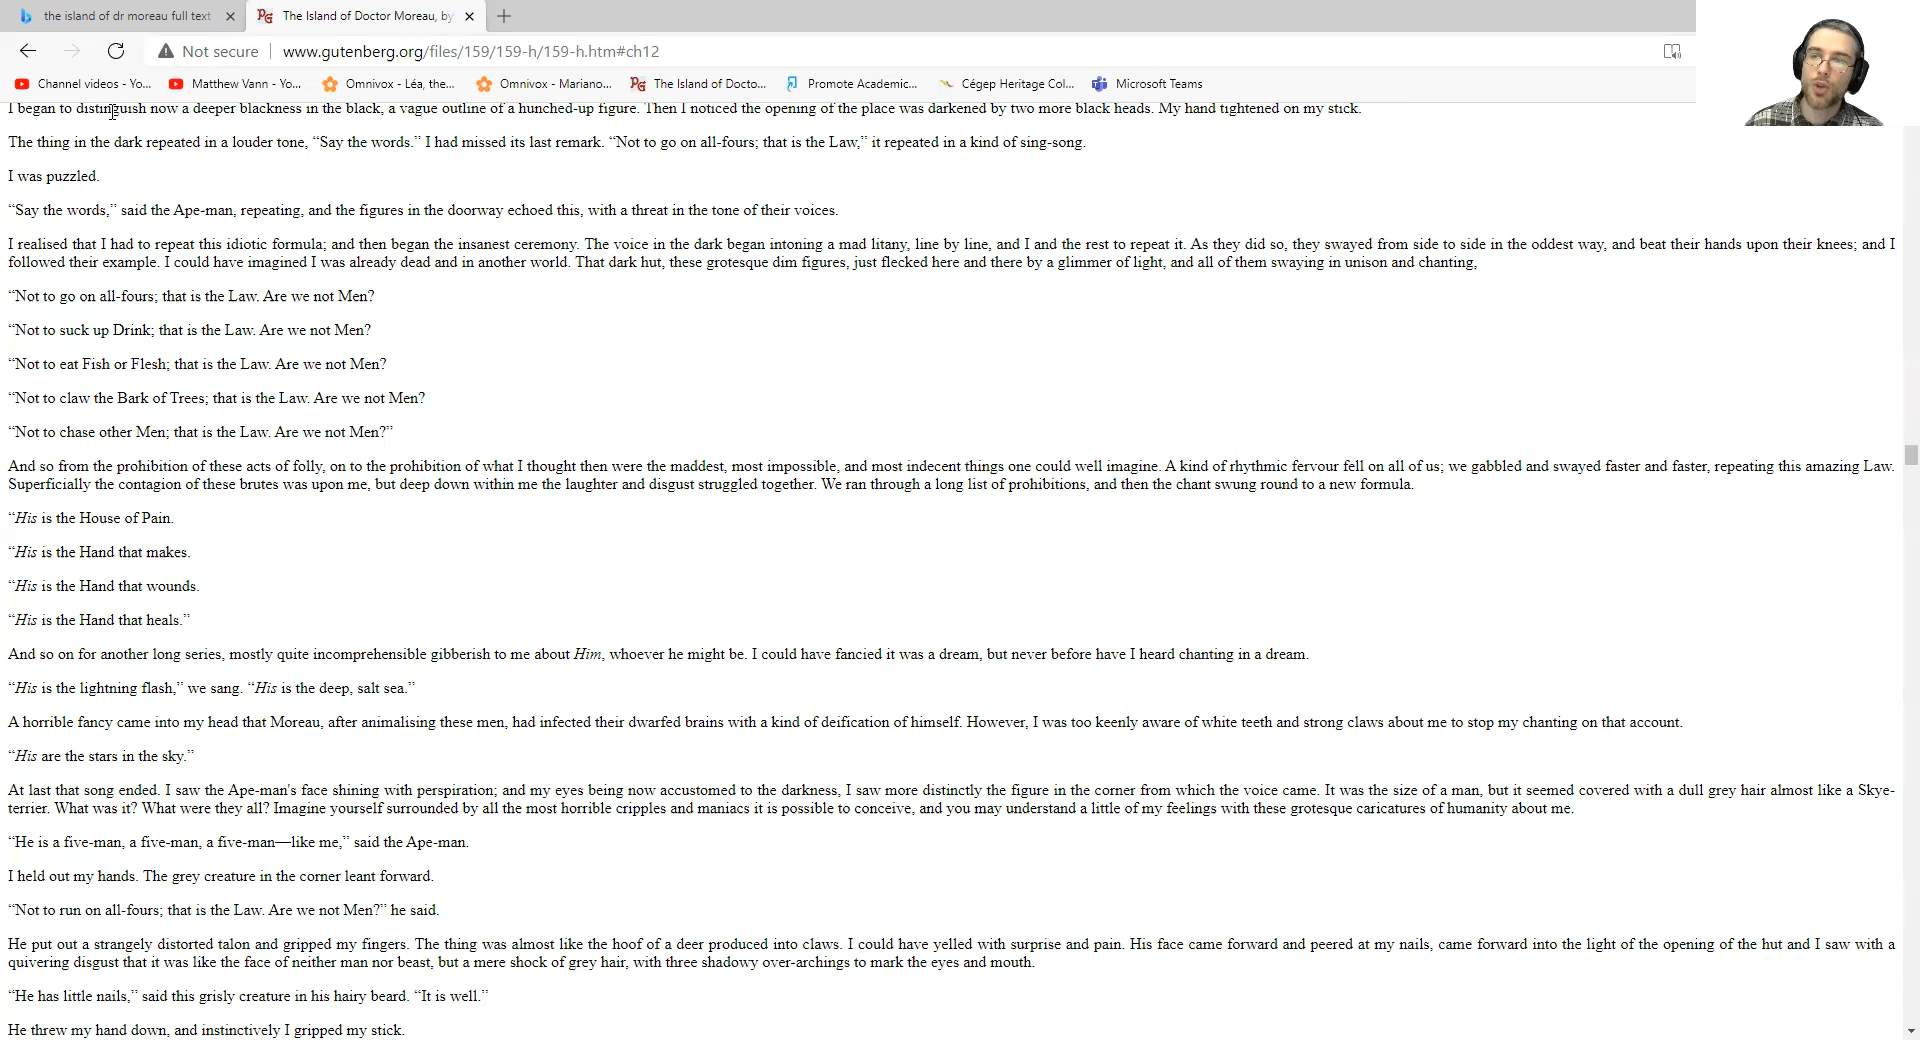 the island of dr moreau full text
The Island of Doctor Moreau, by
Not secure www.gutenberg.org/files/159/159-h/159-h.htm#ch12
Channel videos - Yo... Matthew Vann - Yo... Omnivox - Léa, the... Omnivox - Mariano... The Island of Docto... Promote Academic... Cégep Heritage Col... Microsoft Teams
I began to distinguish now a deeper blackness in the black, a vague outline of a hunched-up figure. Then I noticed the opening of the place was darkened by two more black heads. My hand tightened on my stick.
The thing in the dark repeated in a louder tone, “Say the words.” I had missed its last remark. “Not to go on all-fours; that is the Law,” it repeated in a kind of sing-song.
I was puzzled.
“Say the words,” said the Ape-man, repeating, and the figures in the doorway echoed this, with a threat in the tone of their voices.
I realised that I had to repeat this idiotic formula; and then began the insanest ceremony. The voice in the dark began intoning a mad litany, line by line, and I and the rest to repeat it. As they did so, they swayed from side to side in the oddest way, and beat their hands upon their knees; and I
followed their example. I could have imagined I was already dead and in another world. That dark hut, these grotesque dim figures, just flecked here and there by a glimmer of light, and all of them swaying in unison and chanting,
“Not to go on all-fours; that is the Law. Are we not Men?
“Not to suck up Drink; that is the Law. Are we not Men?
“Not to eat Fish or Flesh; that is the Law. Are we not Men?
“Not to claw the Bark of Trees; that is the Law. Are we not Men?
“Not to chase other Men; that is the Law. Are we not Men?”
And so from the prohibition of these acts of folly, on to the prohibition of what I thought then were the maddest, most impossible, and most indecent things one could well imagine. A kind of rhythmic fervour fell on all of us; we gabbled and swayed faster and faster, repeating this amazing Law.
Superficially the contagion of these brutes was upon me, but deep down within me the laughter and disgust struggled together. We ran through a long list of prohibitions, and then the chant swung round to a new formula.
“His is the House of Pain.
“His is the Hand that makes.
“His is the Hand that wounds.
“His is the Hand that heals.”
And so on for another long series, mostly quite incomprehensible gibberish to me about Him, whoever he might be. I could have fancied it was a dream, but never before have I heard chanting in a dream.
“His is the lightning flash,” we sang. “His is the deep, salt sea.”
A horrible fancy came into my head that Moreau, after animalising these men, had infected their dwarfed brains with a kind of deification of himself. However, I was too keenly aware of white teeth and strong claws about me to stop my chanting on that account.
“His are the stars in the sky.”
At last that song ended. I saw the Ape-man's face shining with perspiration; and my eyes being now accustomed to the darkness, I saw more distinctly the figure in the corner from which the voice came. It was the size of a man, but it seemed covered with a dull grey hair almost like a Skye-
terrier. What was it? What were they all? Imagine yourself surrounded by all the most horrible cripples and maniacs it is possible to conceive, and you may understand a little of my feelings with these grotesque caricatures of humanity about me.
“He is a five-man, a five-man, a five-man—like me,” said the Ape-man.
I held out my hands. The grey creature in the corner leant forward.
“Not to run on all-fours; that is the Law. Are we not Men?” he said.
He put out a strangely distorted talon and gripped my fingers. The thing was almost like the hoof of a deer produced into claws. I could have yelled with surprise and pain. His face came forward and peered at my nails, came forward into the light of the opening of the hut and I saw with a
quivering disgust that it was like the face of neither man nor beast, but a mere shock of grey hair, with three shadowy over-archings to mark the eyes and mouth.
“He has little nails,” said this grisly creature in his hairy beard. “It is well.”
He threw my hand down, and instinctively I gripped my stick.